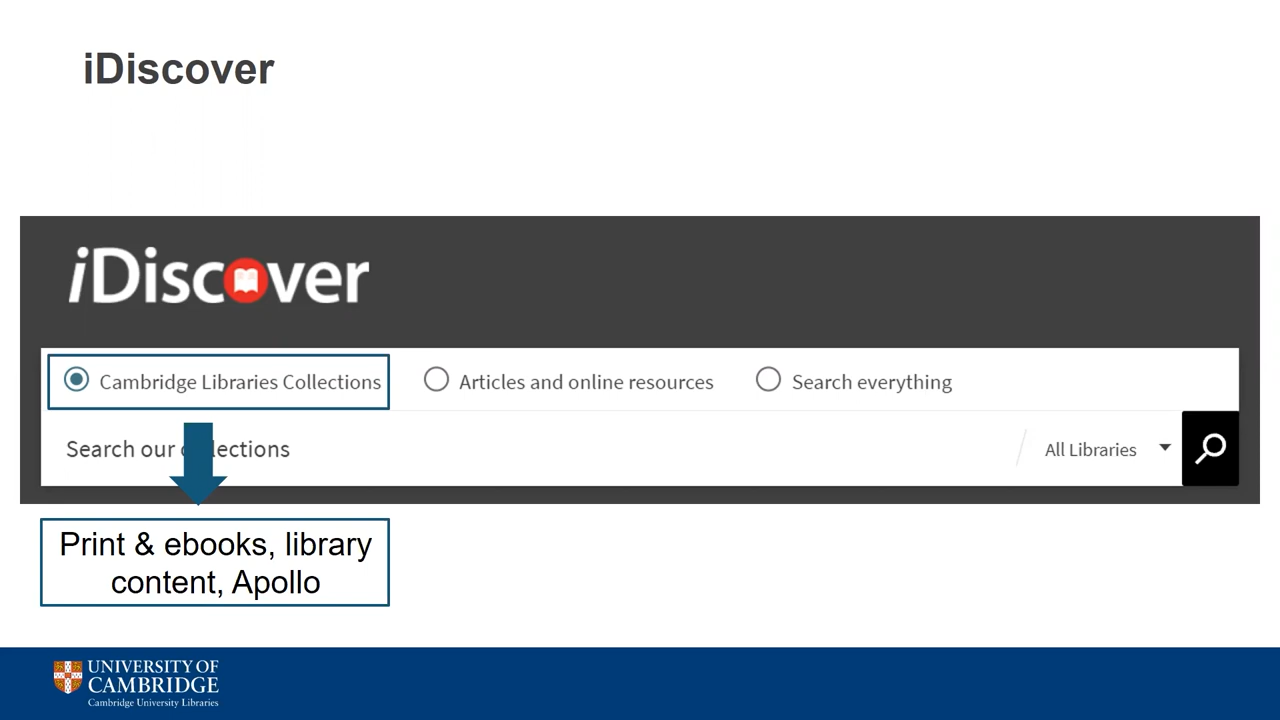 iDiscover
iDiscover
Cambridge Libraries Collections
Articles and online resources
Search everything
Search our collections
All Libraries
Print & ebooks, library
content, Apollo
UNIVERSITY OF
CAMBRIDGE
Cambridge University Libraries